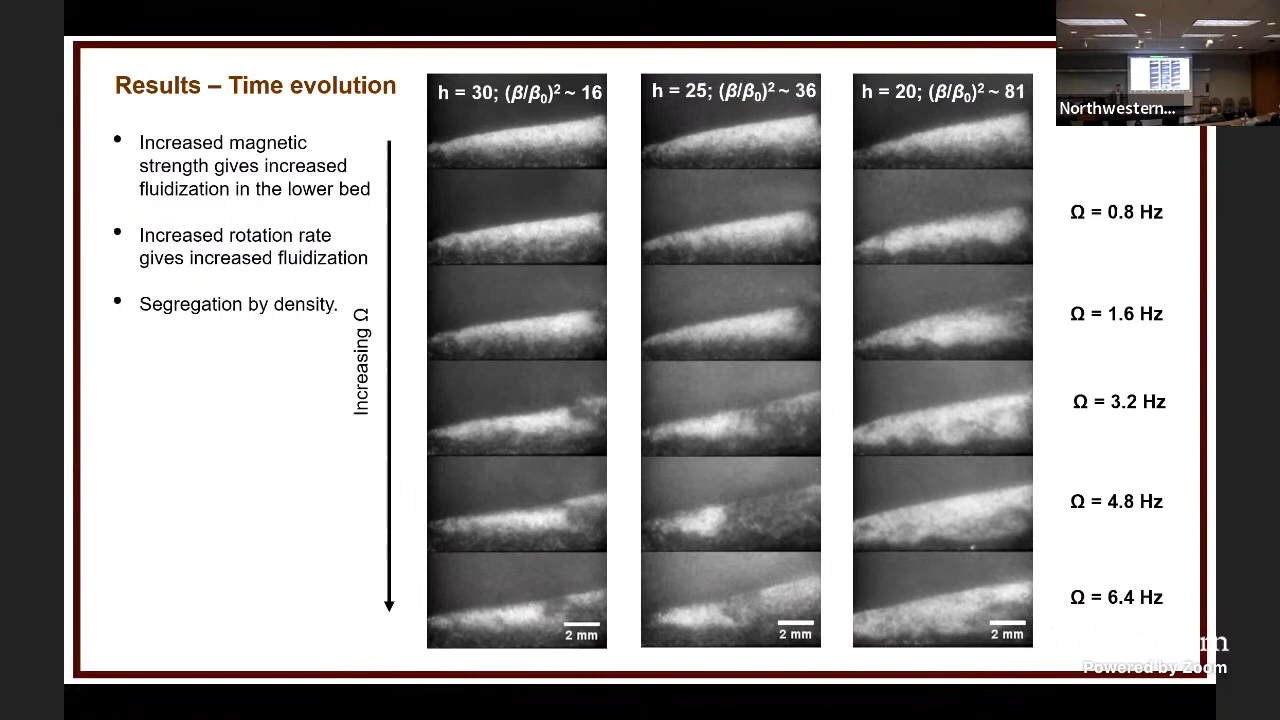 Results – Time evolution
• Increased magnetic
strength gives increased
fluidization in the lower bed
• Increased rotation rate
gives increased fluidization
• Segregation by density.
Increasing Ω
h = 30; (β/β₀)² ~ 16
h = 25; (β/β₀)² ~ 36
h = 20; (β/β₀)² ~ 81
Ω = 0.8 Hz
Ω = 1.6 Hz
Ω = 3.2 Hz
Ω = 4.8 Hz
Ω = 6.4 Hz
2 mm
2 mm
2 mm
Northwestern...
Powered by Zoom